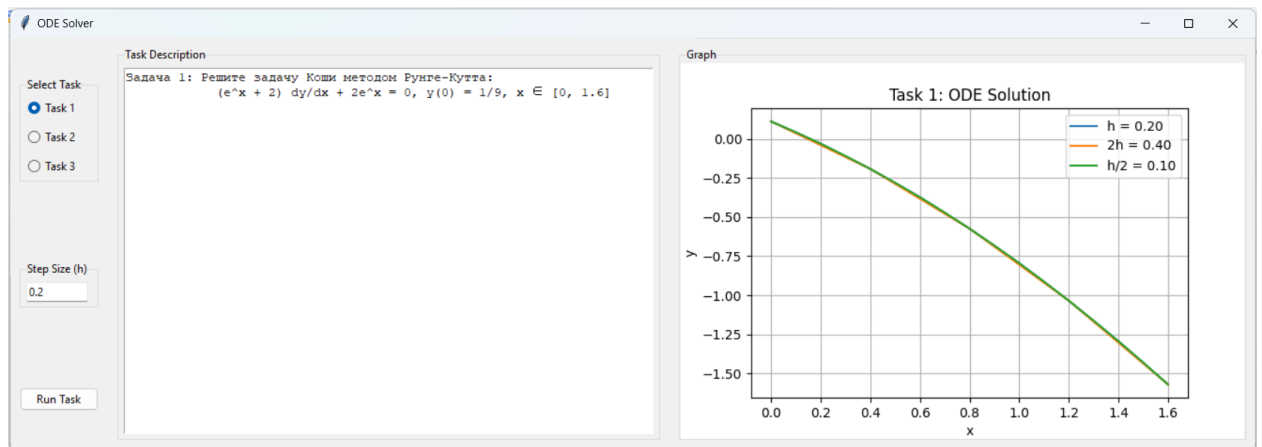 ODE Solver
Select Task
Task 1
Task 2
Task 3
Step Size (h)
0.2
Run Task
Task Description
Задача 1: Решите задачу Коши методом Рунге-Кутта:
(e^x + 2) dy/dx + 2e^x = 0, y(0) = 1/9, x ∈ [0, 1.6]
Graph
Task 1: ODE Solution
h = 0.20
2h = 0.40
h/2 = 0.10
y
0.00
−0.25
−0.50
−0.75
−1.00
−1.25
−1.50
0.0 0.2 0.4 0.6 0.8 1.0 1.2 1.4 1.6
x